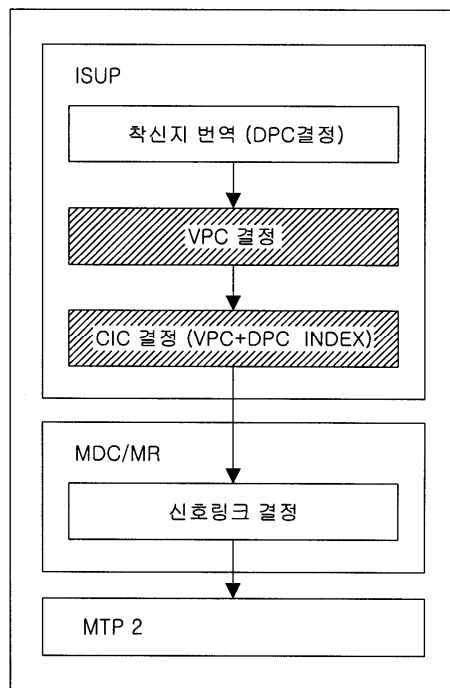 ISUP
착신지 번역 (DPC결정)
VPC 결정
CIC 결정 (VPC+DPC INDEX)
MDC/MR
신호링크 결정
MTP 2